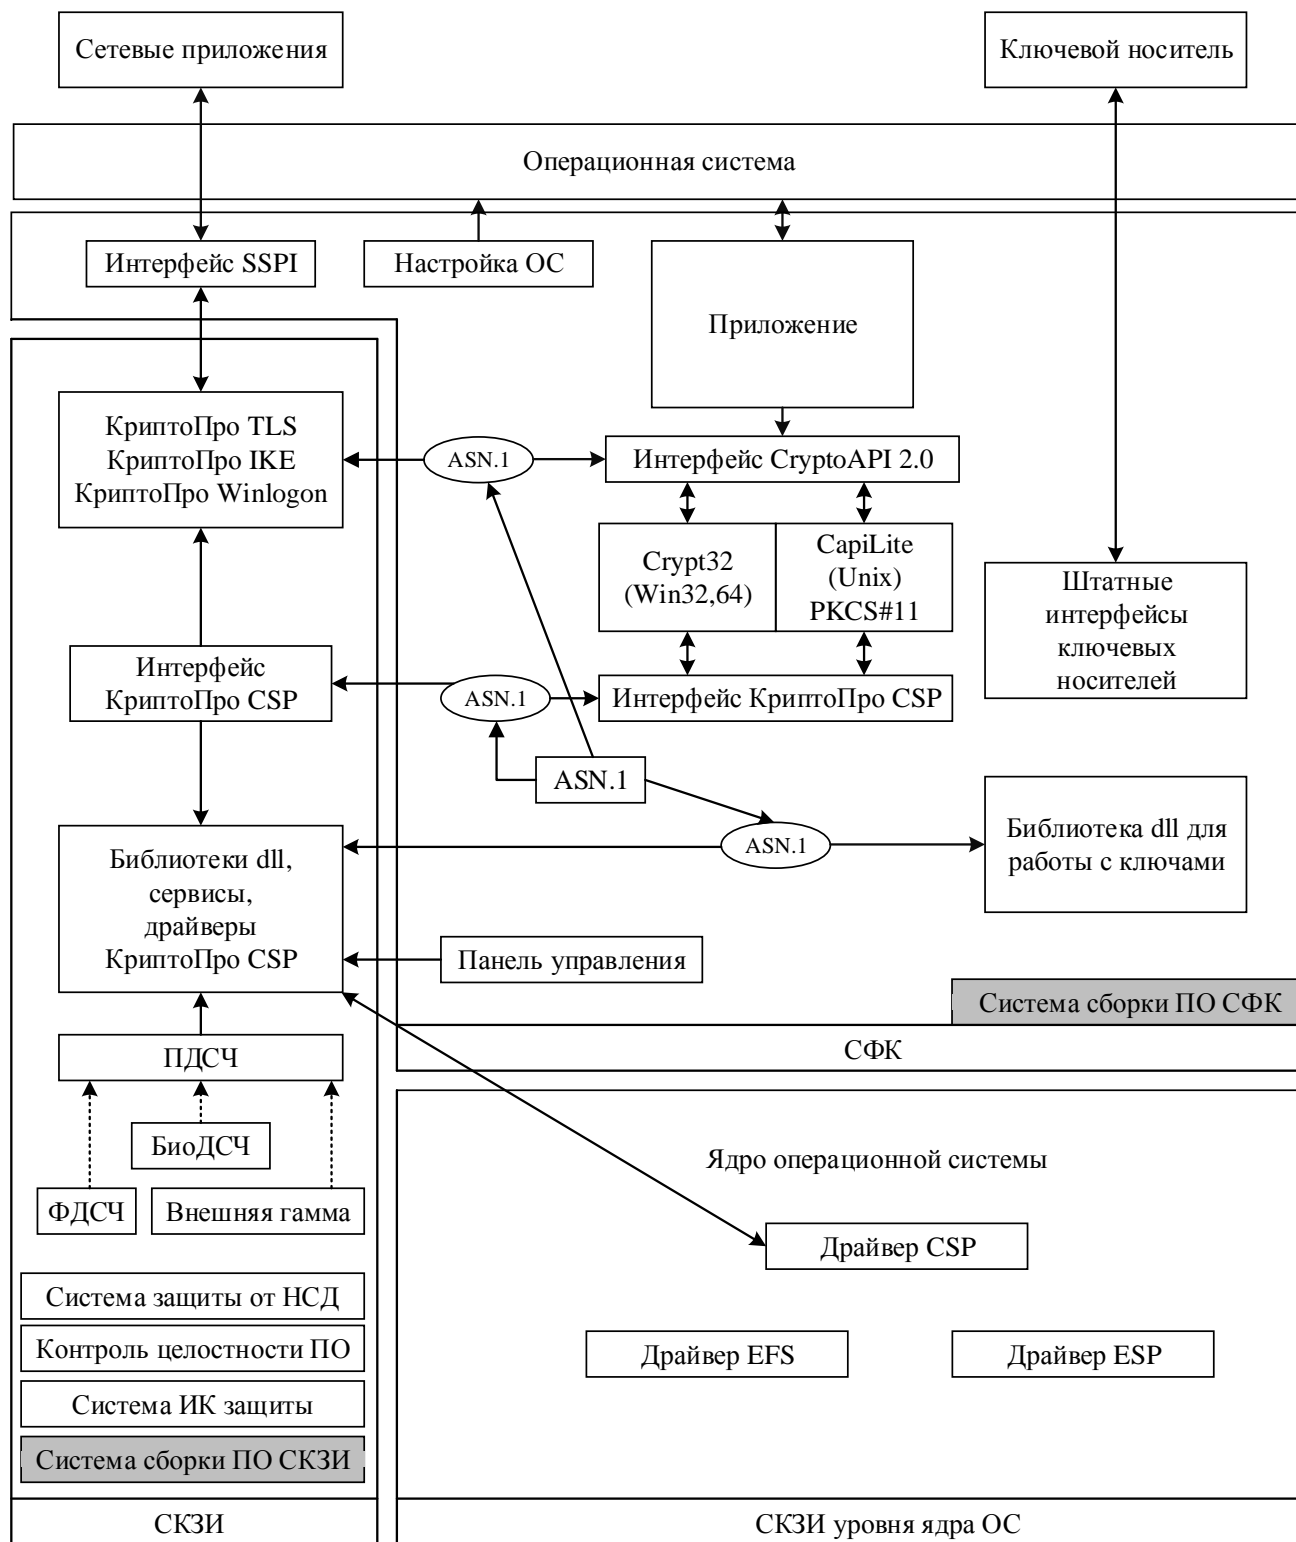 Сетевые приложения
Ключевой носитель
Операционная система
Интерфейс SSPI
Настройка ОС
Приложение
КриптоПро TLS
КриптоПро IKE
КриптоПро Winlogon
ASN.1
Интерфейс CryptoAPI 2.0
Crypt32
(Win32,64)
CapiLite
(Unix)
PKCS#11
Штатные
интерфейсы
ключевых
носителей
Интерфейс
КриптоПро CSP
ASN.1
Интерфейс КриптоПро CSP
ASN.1
Библиотеки dll,
сервисы,
драйверы
КриптоПро CSP
ASN.1
Библиотека dll для
работы с ключами
Панель управления
Система сборки ПО СФК
СФК
ПДСЧ
БиоДСЧ
ФДСЧ
Внешняя гамма
Ядро операционной системы
Драйвер CSP
Драйвер EFS
Драйвер ESP
Система защиты от НСД
Контроль целостности ПО
Система ИК защиты
Система сборки ПО СКЗИ
СКЗИ
СКЗИ уровня ядра ОС